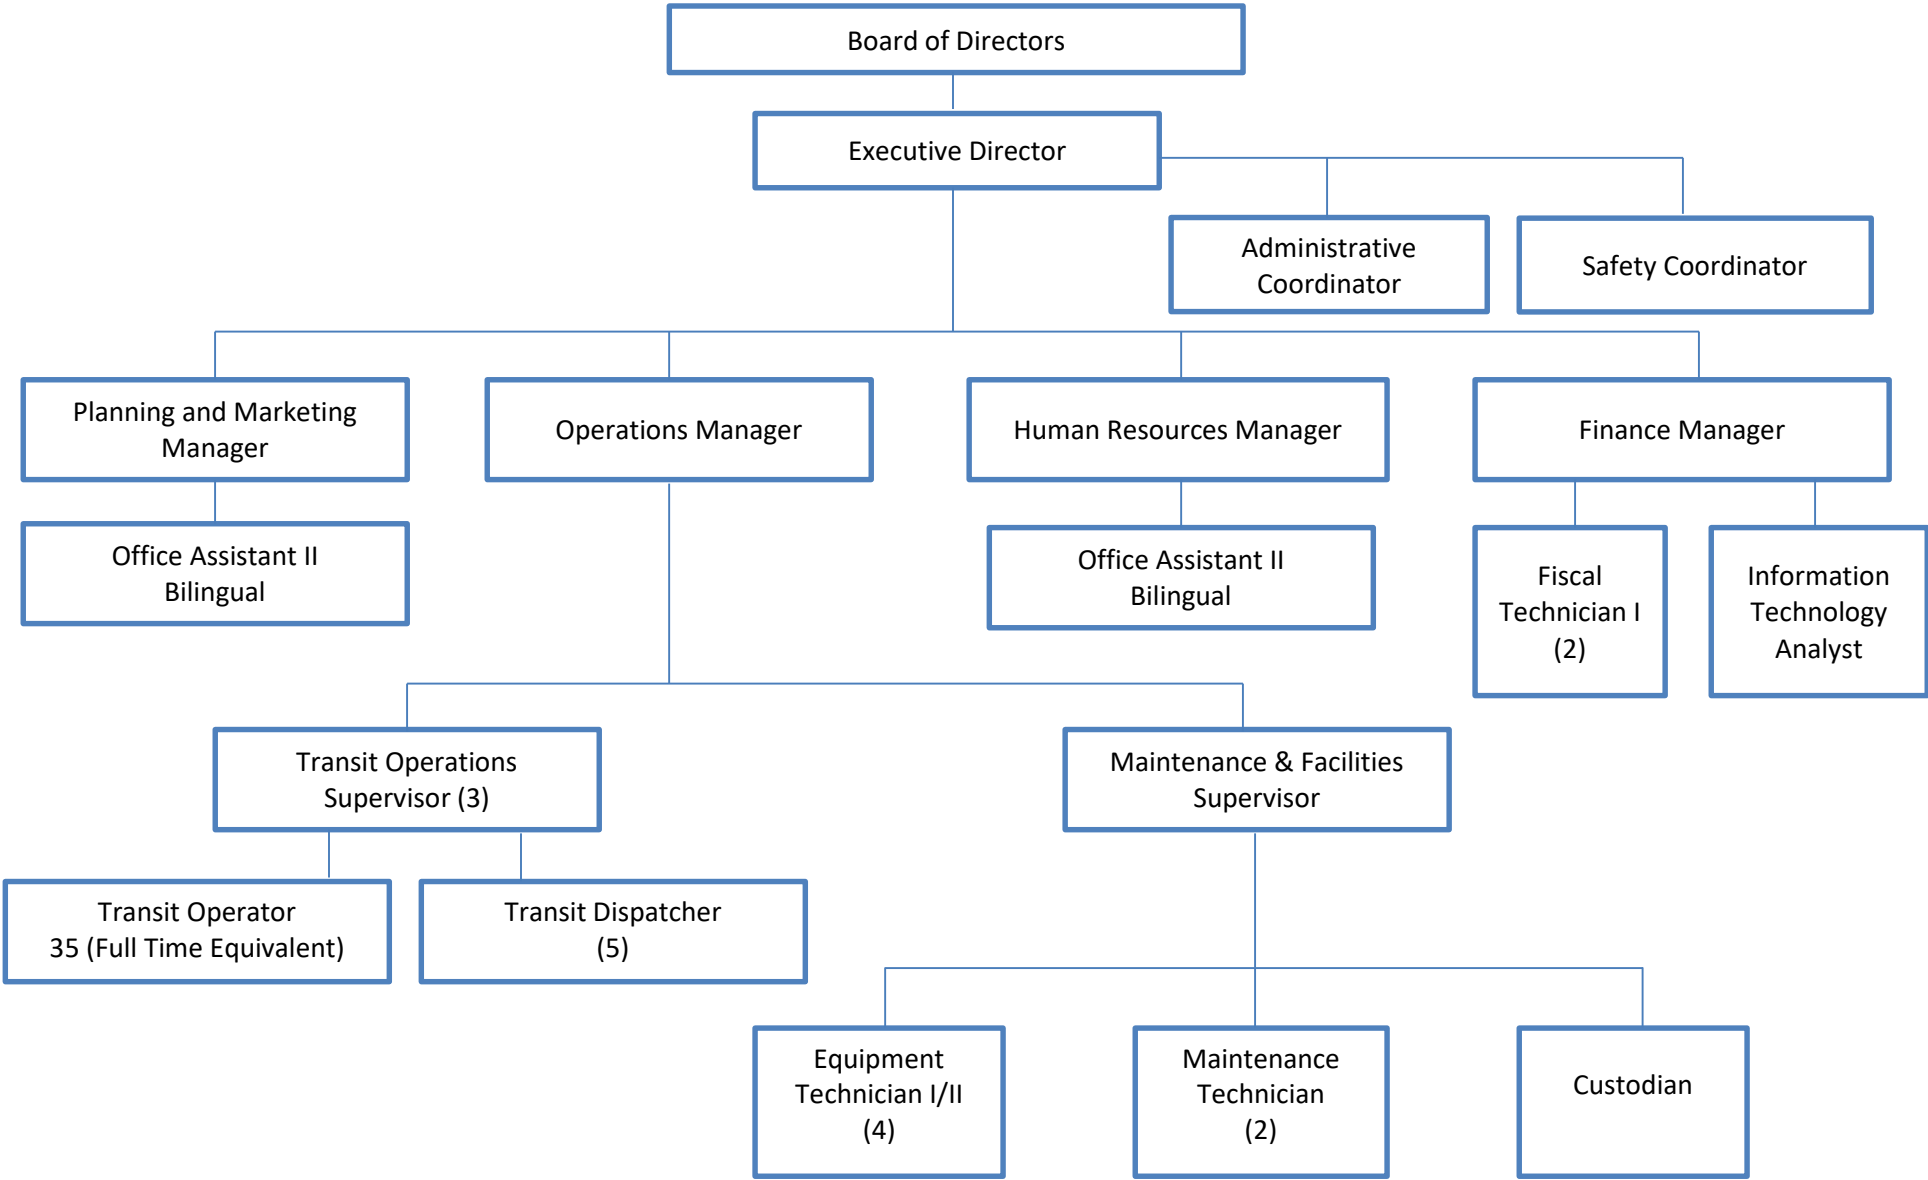 Board of Directors
Executive Director
Administrative
Coordinator
Safety Coordinator
Planning and Marketing
Manager
Operations Manager
Human Resources Manager
Finance Manager
Office Assistant II
Bilingual
Office Assistant II
Bilingual
Fiscal
Technician I
(2)
Information
Technology
Analyst
Transit Operations
Supervisor (3)
Maintenance & Facilities
Supervisor
Transit Operator
35 (Full Time Equivalent)
Transit Dispatcher
(5)
Equipment
Technician I/II
(4)
Maintenance
Technician
(2)
Custodian